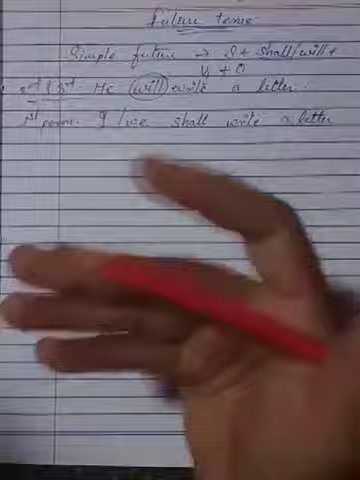 Future tense
Simple future → S + shall/will +
V + O
2nd & 3rd. He will write a letter.
1st person. I / we shall write a letter